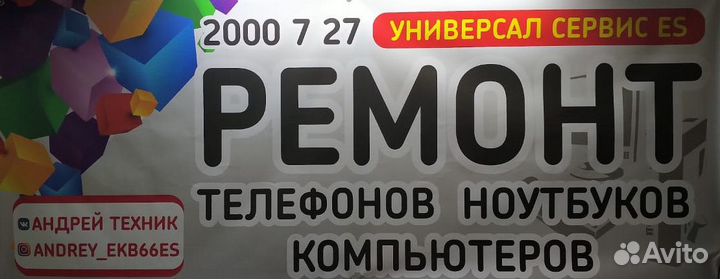 2000 7 27 УНИВЕРСАЛ СЕРВИС ES
РЕМОНТ
ТЕЛЕФОНОВ НОУТБУКОВ
КОМПЬЮТЕРОВ
АНДРЕЙ ТЕХНИК
ANDREY_EKB66ES
Avito